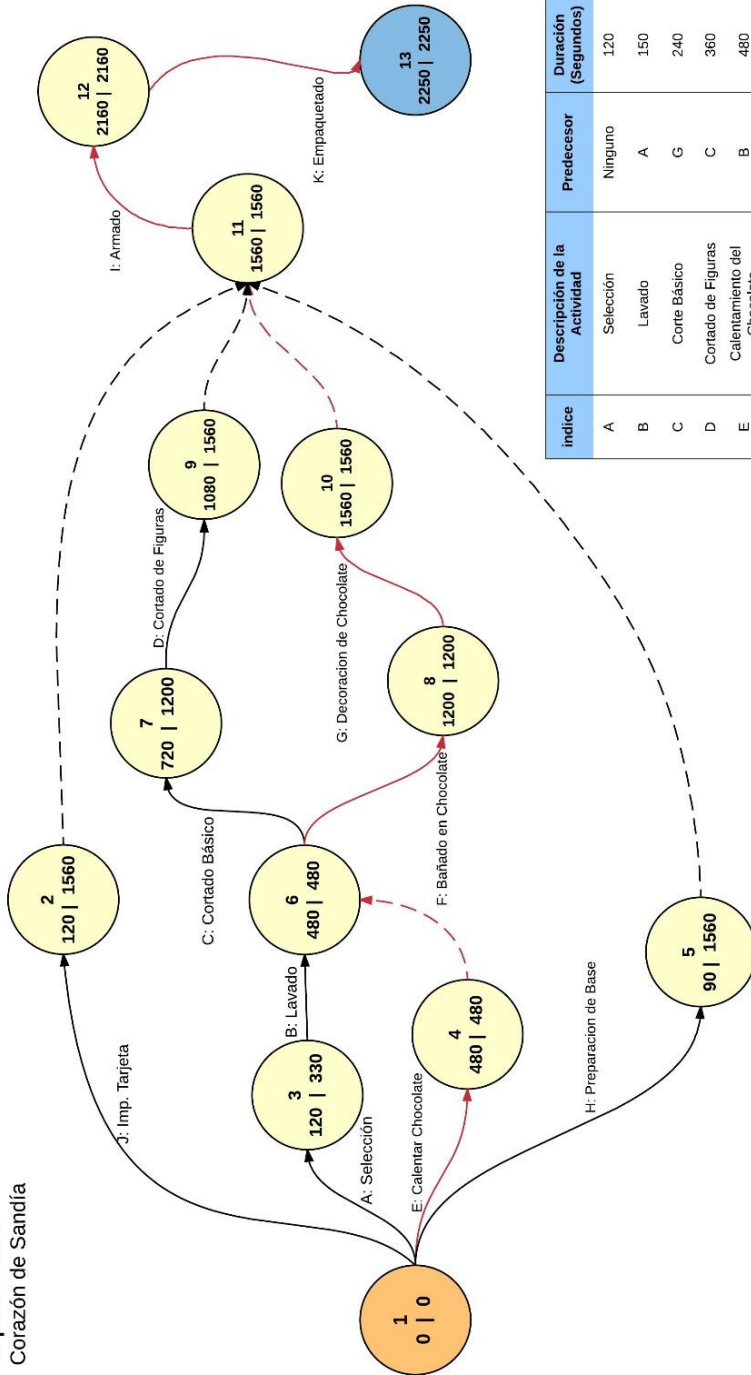 Corazón de Sandía
1
0 | 0
J: Imp. Tarjeta
A: Selección
E: Calentar Chocolate
H: Preparacion de Base
2
120 | 1560
3
120 | 330
4
480 | 480
5
90 | 1560
B: Lavado
6
480 | 480
C: Cortado Básico
F: Bañado en Chocolate
7
720 | 1200
8
1200 | 1200
D: Cortado de Figuras
G: Decoracion de Chocolate
9
1080 | 1560
10
1560 | 1560
11
1560 | 1560
I: Armado
12
2160 | 2160
K: Empaquetado
13
2250 | 2250
indice Descripción de la Actividad Predecesor Duración (Segundos)
A Selección Ninguno 120
B Lavado A 150
C Corte Básico G 240
D Cortado de Figuras C 360
E Calentamiento del B 480